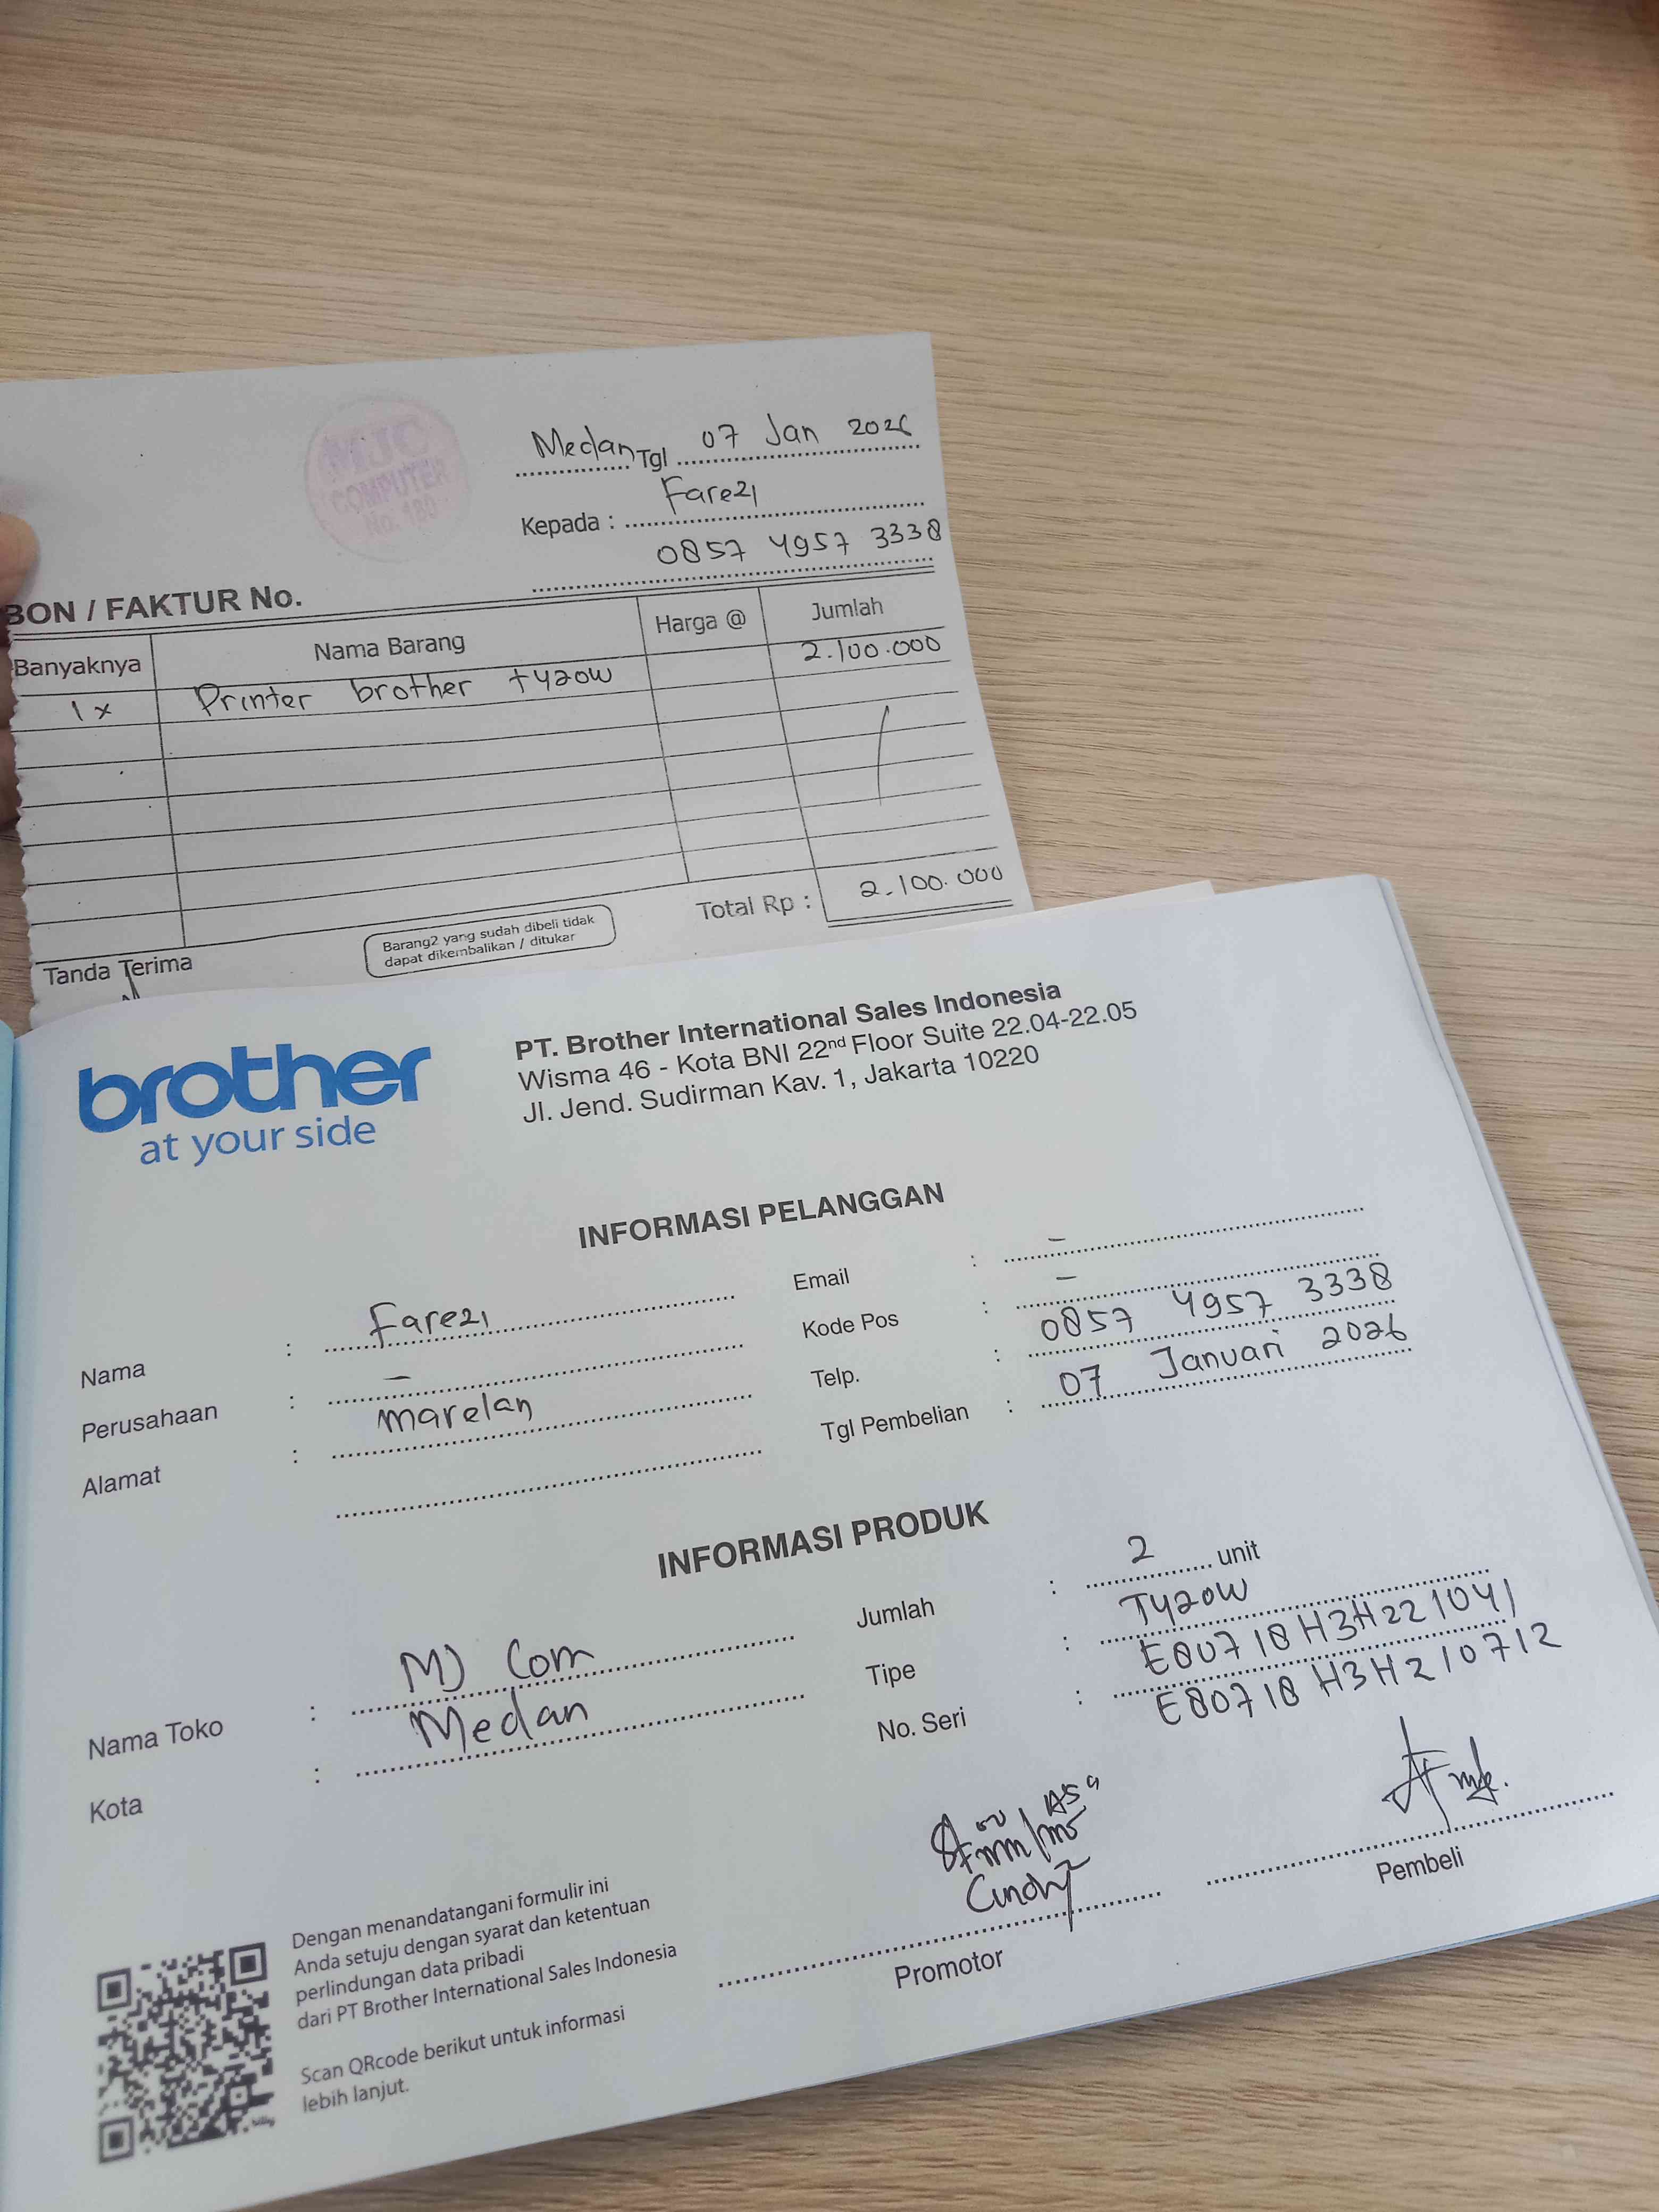 MJC
COMPUTER
No. 180
Medan Tgl 07 Jan 2026
Kepada : Farezi
0857 4957 3338
BON / FAKTUR No.
Banyaknya Nama Barang Harga @ Jumlah
1x Printer brother t420w 2.100.000
Total Rp : 2.100.000
Barang2 yang sudah dibeli tidak
dapat dikembalikan / ditukar
Tanda Terima
brother
at your side
PT. Brother International Sales Indonesia
Wisma 46 - Kota BNI 22nd Floor Suite 22.04-22.05
Jl. Jend. Sudirman Kav. 1, Jakarta 10220
INFORMASI PELANGGAN
Nama : Farezi
Perusahaan : -
Alamat : marelan
Email : -
Kode Pos : -
Telp. : 0857 4957 3338
Tgl Pembelian : 07 Januari 2026
INFORMASI PRODUK
Nama Toko : MJ Com
Kota : Medan
Jumlah : 2 unit
Tipe : T420W
No. Seri : E80718H3H221041
E80718H3H210712
Cindy
Promotor
Pembeli
Dengan menandatangani formulir ini
Anda setuju dengan syarat dan ketentuan
perlindungan data pribadi
dari PT Brother International Sales Indonesia
Scan QRcode berikut untuk informasi
lebih lanjut.